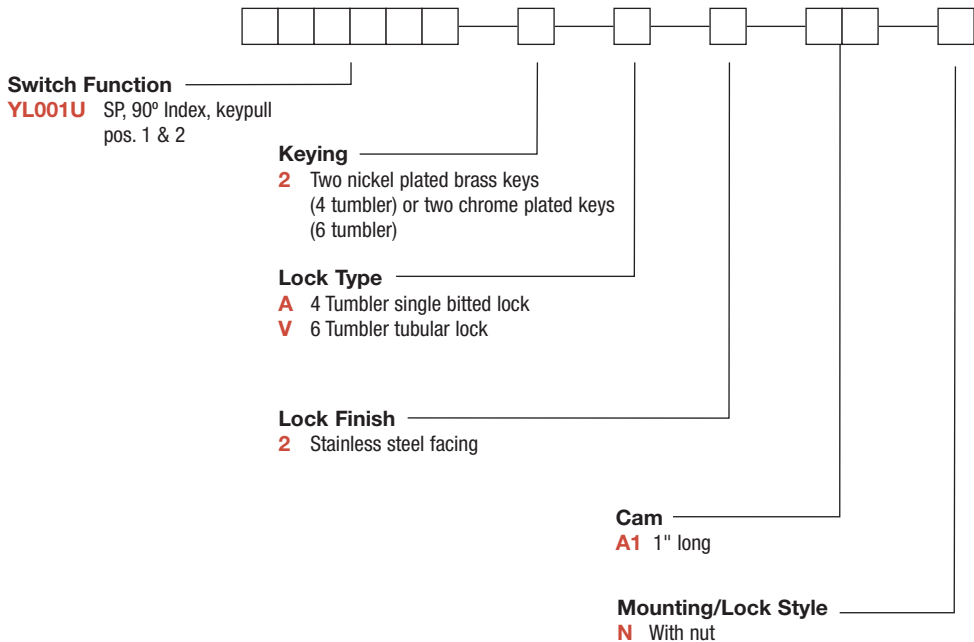 Switch Function
YL001U SP, 90º Index, keypull
pos. 1 & 2
Keying
2 Two nickel plated brass keys
(4 tumbler) or two chrome plated keys
(6 tumbler)
Lock Type
A 4 Tumbler single bitted lock
V 6 Tumbler tubular lock
Lock Finish
2 Stainless steel facing
Cam
A1 1" long
Mounting/Lock Style
N With nut